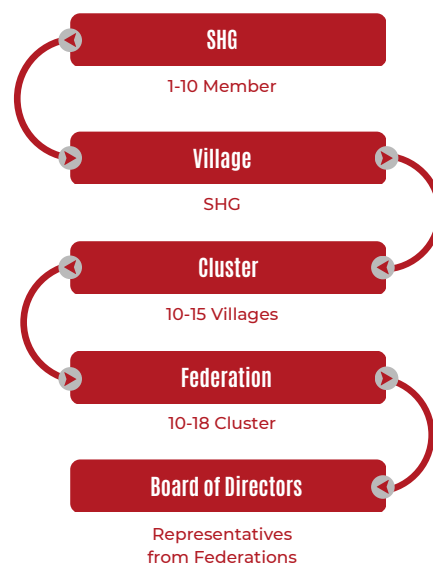 SHG
1-10 Member
Village
SHG
Cluster
10-15 Villages
Federation
10-18 Cluster
Board of Directors
Representatives
from Federations